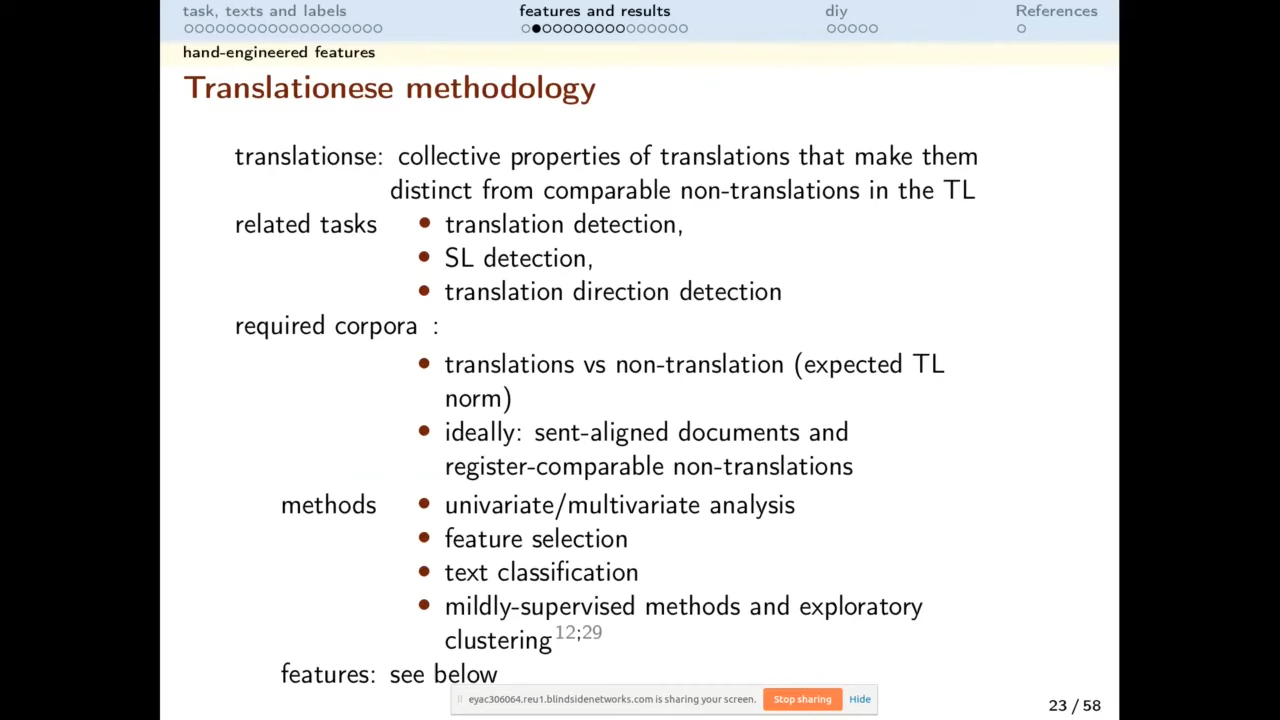 task, texts and labels features and results diy References
hand-engineered features
Translationese methodology
translationse: collective properties of translations that make them
distinct from comparable non-translations in the TL
related tasks • translation detection,
• SL detection,
• translation direction detection
required corpora :
• translations vs non-translation (expected TL
norm)
• ideally: sent-aligned documents and
register-comparable non-translations
methods • univariate/multivariate analysis
• feature selection
• text classification
• mildly-supervised methods and exploratory
clustering12;29
features: see below
eyac306064.reu1.blindsidenetworks.com is sharing your screen. Stop sharing Hide
23 / 58